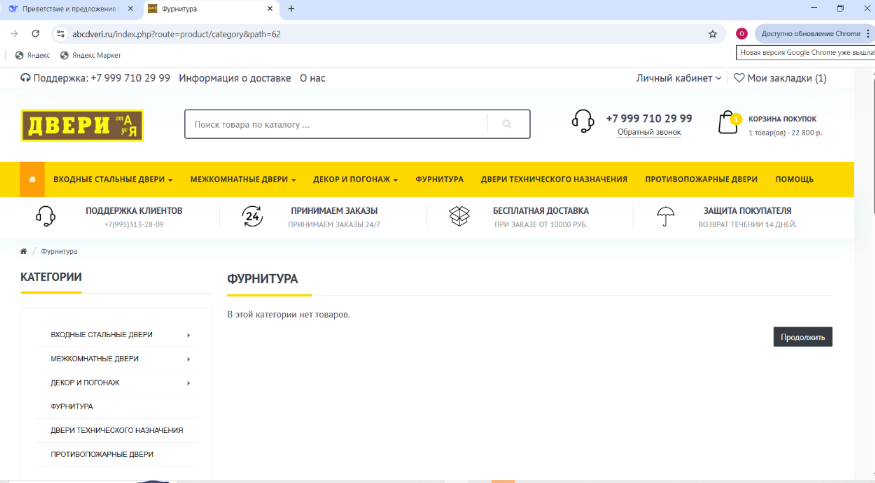 Приветствие и предложение
Фурнитура
abcdveri.ru/index.php?route=product/category&path=62
Доступно обновление Chrome
Новая версия Google Chrome уже вышла!
Яндекс
Яндекс Маркет
Поддержка: +7 999 710 29 99 Информация о доставке О нас
Личный кабинет
Мои закладки (1)
ДВЕРИ от А до Я
Поиск товара по каталогу ...
+7 999 710 29 99
Обратный звонок
1
КОРЗИНА ПОКУПОК
1 товар(ов) - 22 800 р.
ВХОДНЫЕ СТАЛЬНЫЕ ДВЕРИ МЕЖКОМНАТНЫЕ ДВЕРИ ДЕКОР И ПОГОНАЖ ФУРНИТУРА ДВЕРИ ТЕХНИЧЕСКОГО НАЗНАЧЕНИЯ ПРОТИВОПОЖАРНЫЕ ДВЕРИ ПОМОЩЬ
ПОДДЕРЖКА КЛИЕНТОВ
+7(995)313-28-09
24
ПРИНИМАЕМ ЗАКАЗЫ
ПРИНИМАЕМ ЗАКАЗЫ 24/7
БЕСПЛАТНАЯ ДОСТАВКА
ПРИ ЗАКАЗЕ ОТ 10000 РУБ.
ЗАЩИТА ПОКУПАТЕЛЯ
ВОЗВРАТ ТЕЧЕНИИ 14 ДНЕЙ.
/ Фурнитура
КАТЕГОРИИ
ВХОДНЫЕ СТАЛЬНЫЕ ДВЕРИ
МЕЖКОМНАТНЫЕ ДВЕРИ
ДЕКОР И ПОГОНАЖ
ФУРНИТУРА
ДВЕРИ ТЕХНИЧЕСКОГО НАЗНАЧЕНИЯ
ПРОТИВОПОЖАРНЫЕ ДВЕРИ
ФУРНИТУРА
В этой категории нет товаров.
Продолжить